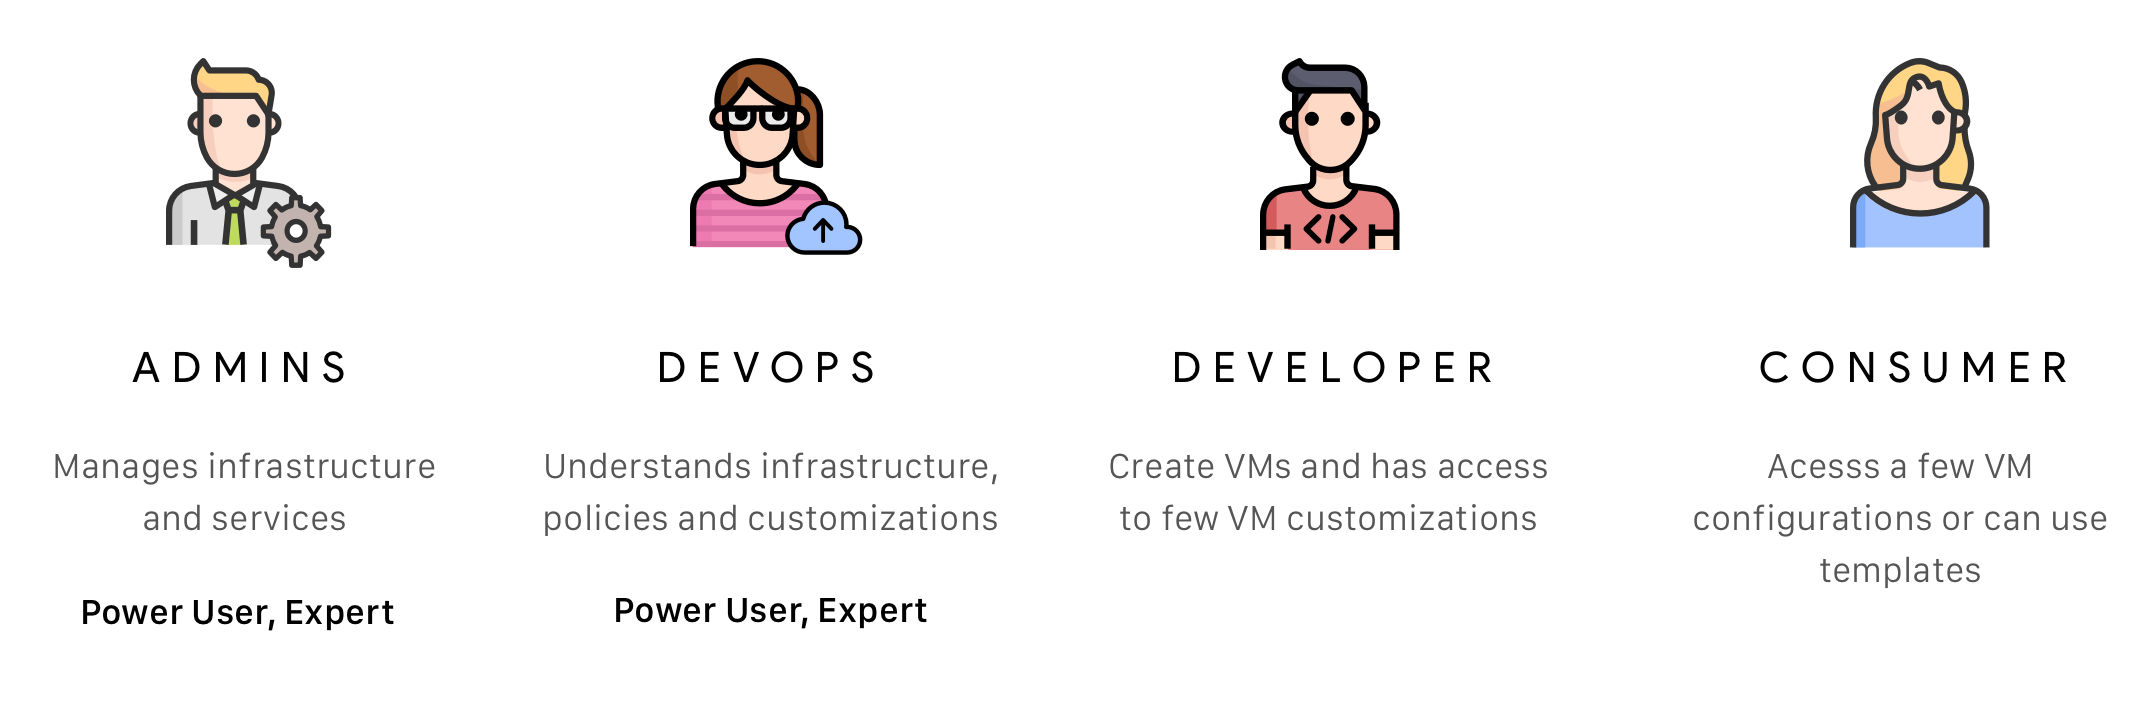 ADMINS
Manages infrastructure
and services
Power User, Expert
DEVOPS
Understands infrastructure,
policies and customizations
Power User, Expert
</>
DEVELOPER
Create VMs and has access
to few VM customizations
CONSUMER
Acesss a few VM
configurations or can use
templates